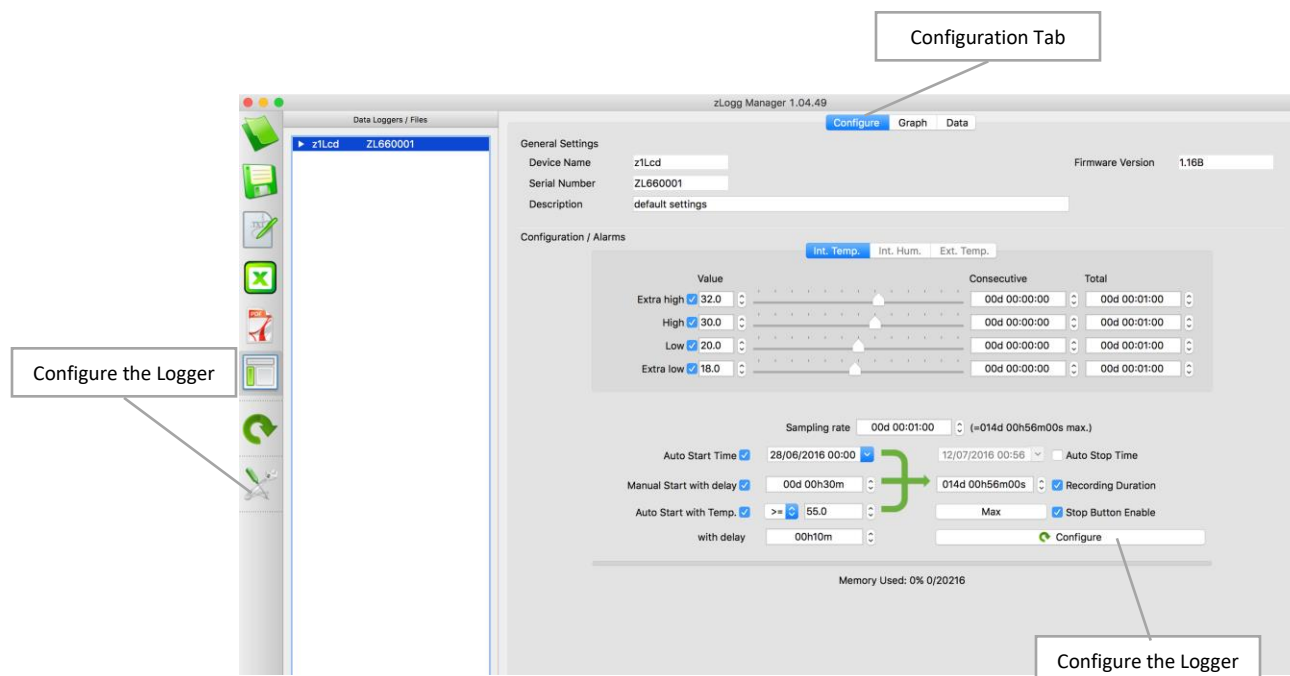 Configuration Tab
zLogg Manager 1.04.49
Data Loggers / Files
Configure Graph Data
z1Lcd ZL660001
General Settings
Device Name z1Lcd Firmware Version 1.16B
Serial Number ZL660001
Description default settings
Configuration / Alarms
Int. Temp. Int. Hum. Ext. Temp.
Value Consecutive Total
Extra high 32.0 00d 00:00:00 00d 00:01:00
High 30.0 00d 00:00:00 00d 00:01:00
Low 20.0 00d 00:00:00 00d 00:01:00
Extra low 18.0 00d 00:00:00 00d 00:01:00
PDF
Configure the Logger
Sampling rate 00d 00:01:00 (=014d 00h56m00s max.)
Auto Start Time 28/06/2016 00:00 12/07/2016 00:56 Auto Stop Time
Manual Start with delay 00d 00h30m 014d 00h56m00s Recording Duration
Auto Start with Temp. >= 55.0 Max Stop Button Enable
with delay 00h10m Configure
Memory Used: 0% 0/20216
Configure the Logger